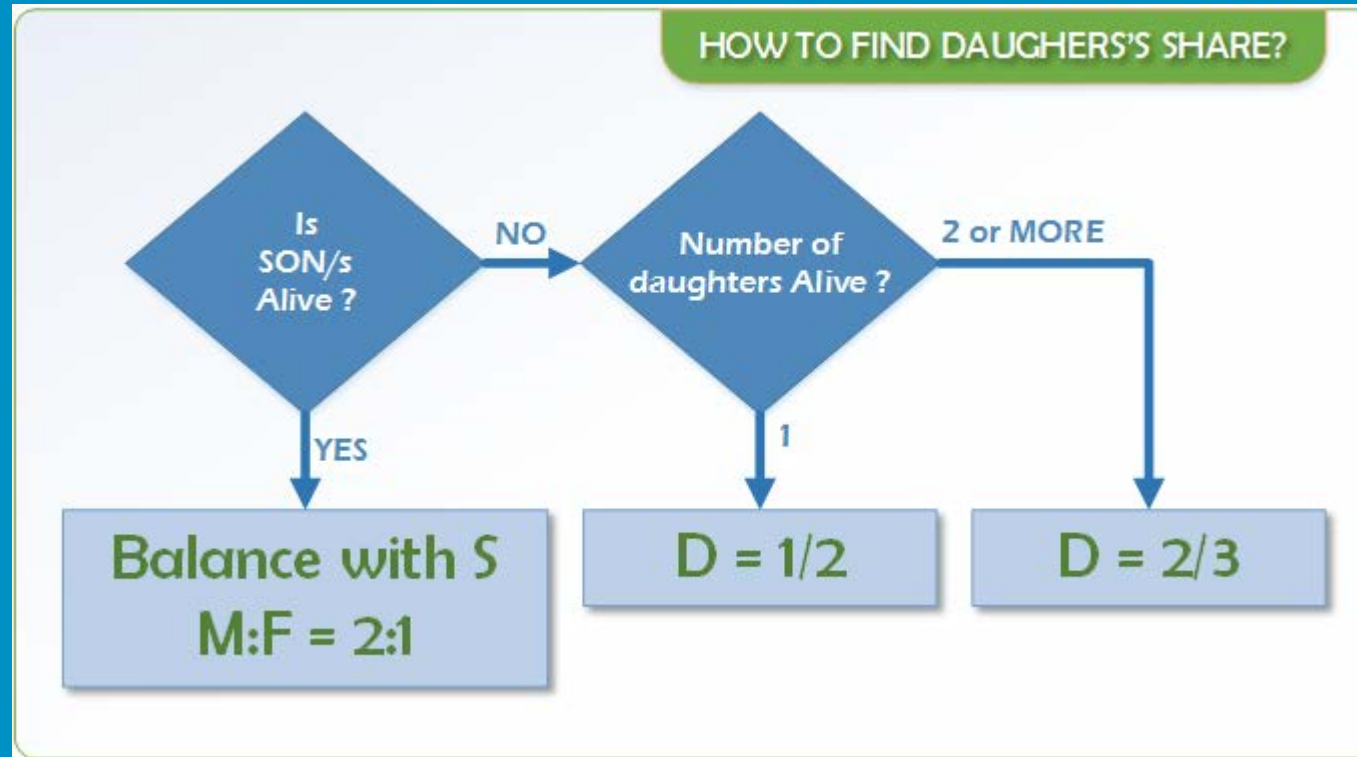 HOW TO FIND DAUGHERS'S SHARE?
Is
SON/s
Alive ?
NO
Number of
daughters Alive ?
2 or MORE
YES
1
Balance with S
M:F = 2:1
D = 1/2
D = 2/3